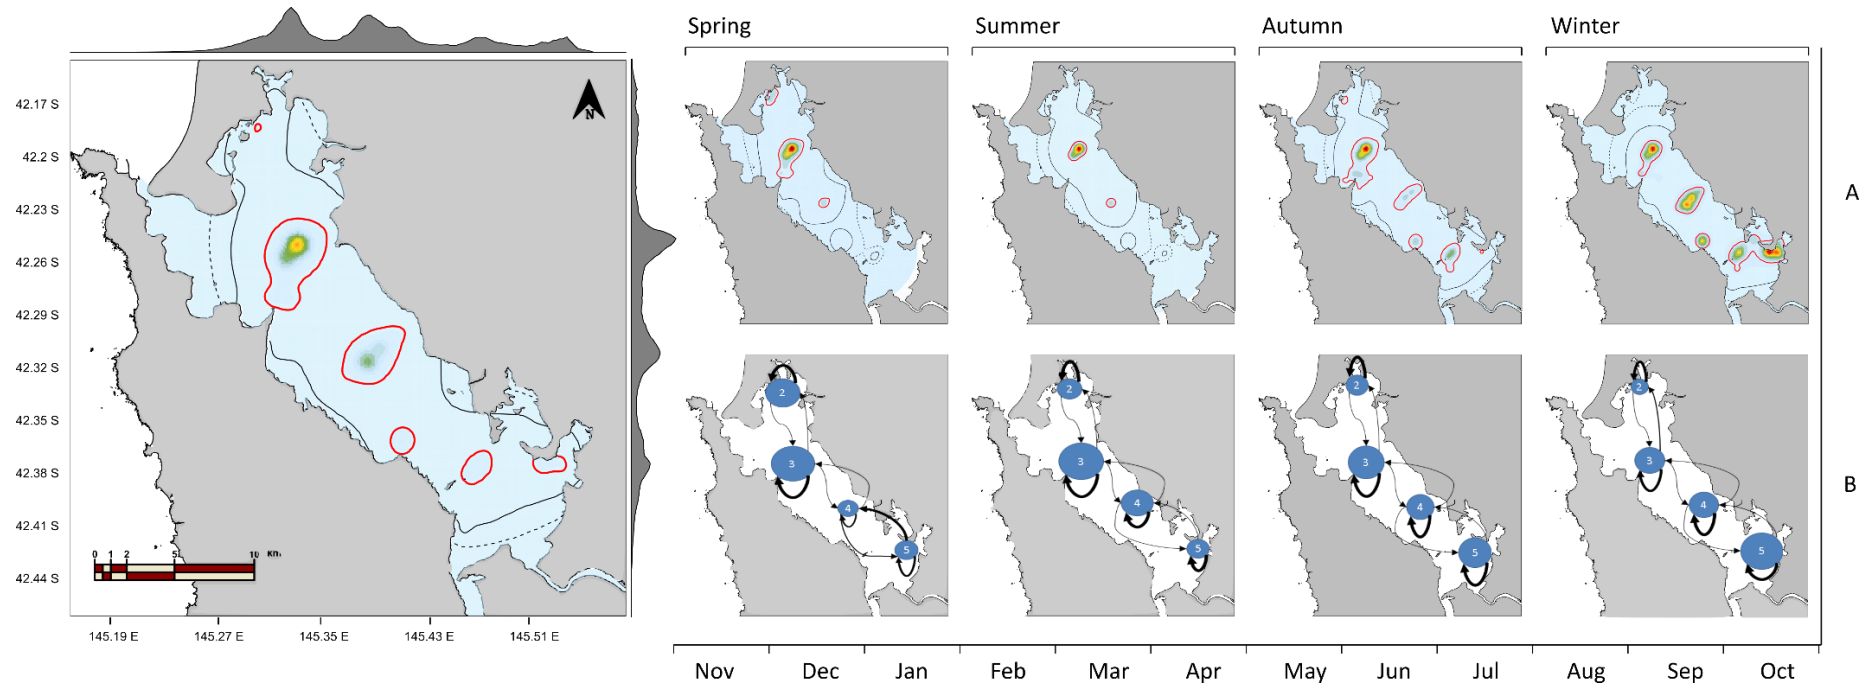 Spring Summer Autumn Winter
42.17 S
42.2 S
42.23 S
42.26 S
42.29 S
42.32 S
42.35 S
42.38 S
42.41 S
42.44 S
N
0 1 2 5 10 Km.
145.19 E 145.27 E 145.35 E 145.43 E 145.51 E
A
2 3 4 5
2 3 4 5
2 3 4 5
2 3 4 5
B
Nov Dec Jan Feb Mar Apr May Jun Jul Aug Sep Oct